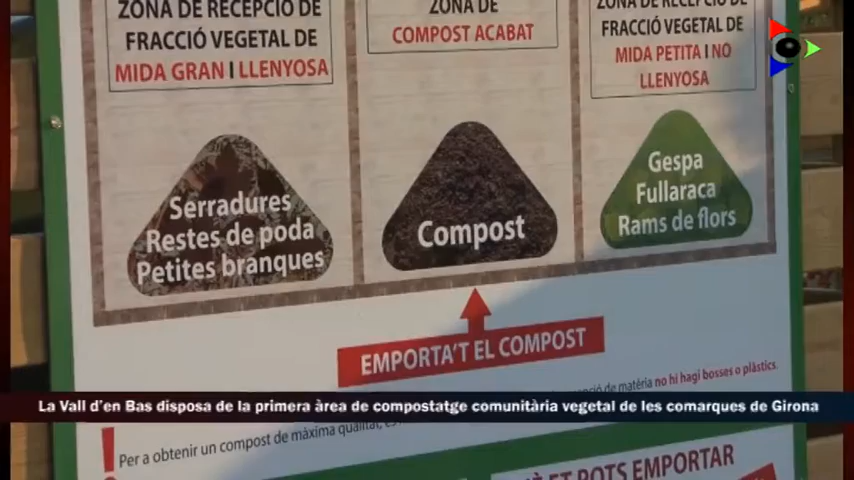 ZONA DE RECEPCIÓ DE
FRACCIÓ VEGETAL DE
MIDA GRAN I LLENYOSA
ZONA DE
COMPOST ACABAT
ZONA DE RECEPCIÓ DE
FRACCIÓ VEGETAL DE
MIDA PETITA I NO
LLENYOSA
Serradures
Restes de poda
Petites branques
Compost
Gespa
Fullaraca
Rams de flors
EMPORTA'T EL COMPOST
de matèria no hi hagi bosses o plàstics.
La Vall d'en Bas disposa de la primera àrea de compostatge comunitària vegetal de les comarques de Girona
! Per a obtenir un compost de màxima qualitat,
ET POTS EMPORTAR